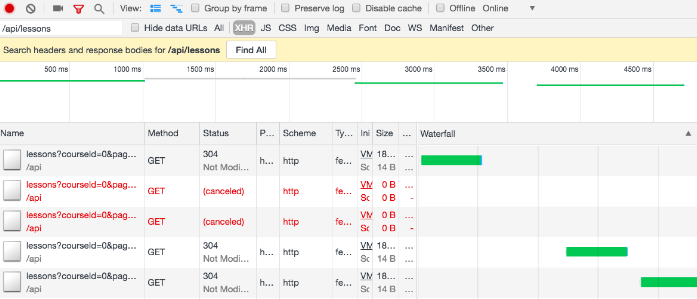 View: Group by frame Preserve log Disable cache Offline Online
/api/lessons Hide data URLs All XHR JS CSS Img Media Font Doc WS Manifest Other
Search headers and response bodies for /api/lessons Find All
500 ms 1000 ms 1500 ms 2000 ms 2500 ms 3000 ms 3500 ms 4000 ms 4500 ms
Name Method Status P... Scheme Ty... Ini Size ... Waterfall
lessons?courseId=0&pag... GET 304 h... http fe... VM 18... ...
/api Not Modi... Sc 14 B ...
lessons?courseId=0&pag... GET (canceled) http fe... VM 0 B ...
/api Sc 0 B -
lessons?courseId=0&pag... GET (canceled) http fe... VM 0 B ...
/api Sc 0 B -
lessons?courseId=0&pag... GET 304 h... http fe... VM 18... ...
/api Not Modi... Sc 14 B ...
lessons?courseId=0&pag... GET 304 h... http fe... VM 18... ...
/api Not Modi... Sc 14 B ...